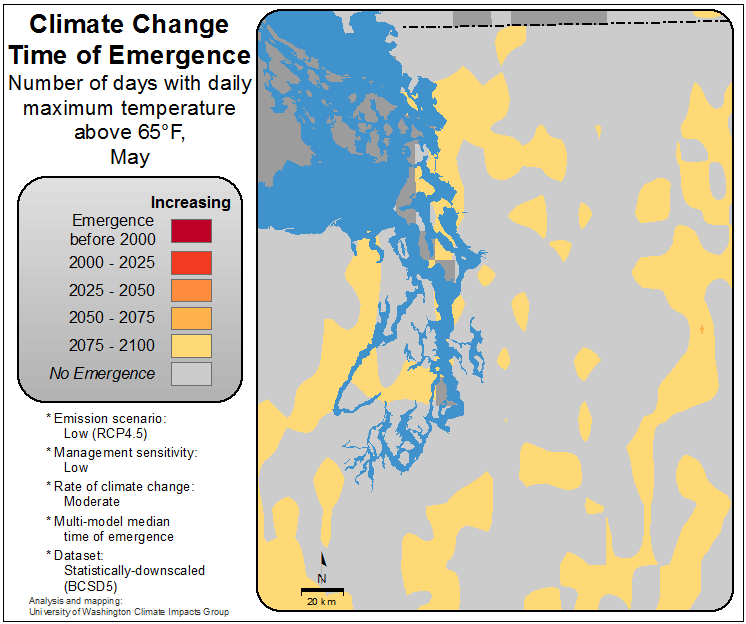 Climate Change
Time of Emergence
Number of days with daily
maximum temperature
above 65°F,
May
Increasing
Emergence
before 2000
2000 - 2025
2025 - 2050
2050 - 2075
2075 - 2100
No Emergence
* Emission scenario:
Low (RCP4.5)
* Management sensitivity:
Low
* Rate of climate change:
Moderate
* Multi-model median
time of emergence
* Dataset:
Statistically-downscaled
(BCSD5)
Analysis and mapping:
University of Washington Climate Impacts Group
N
20 km